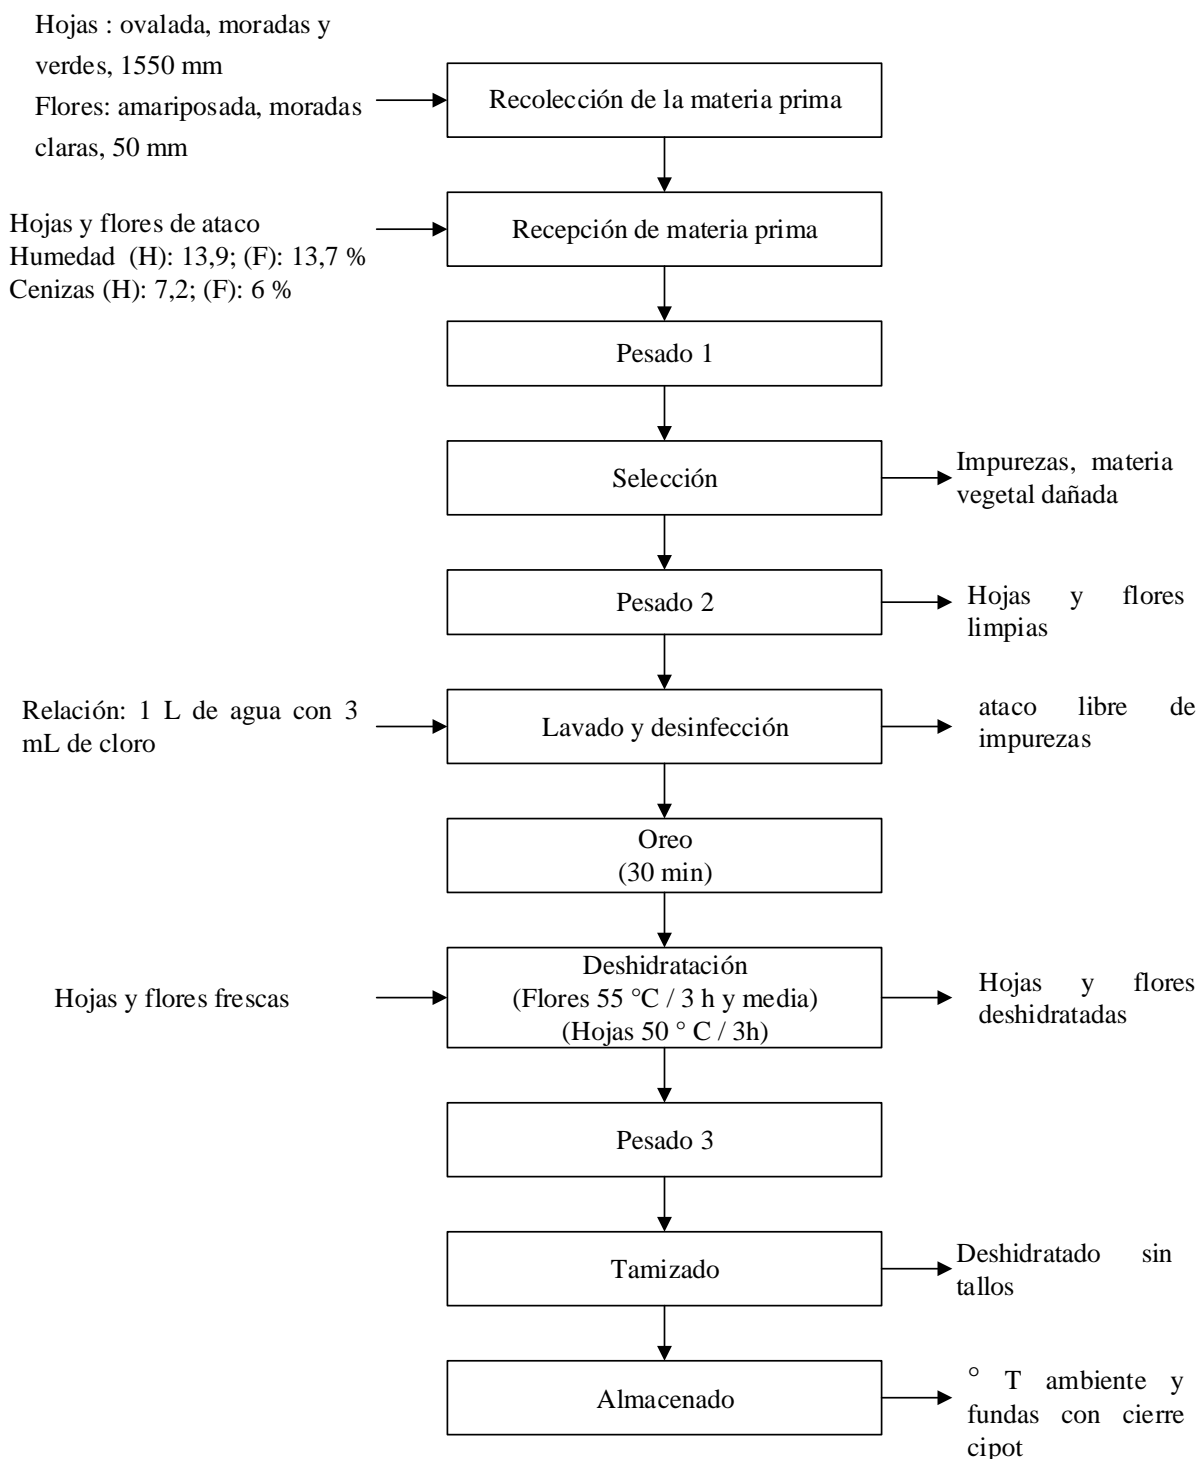 Hojas : ovalada, moradas y
verdes, 1550 mm
Flores: amariposada, moradas
claras, 50 mm
Recolección de la materia prima
Hojas y flores de ataco
Humedad (H): 13,9; (F): 13,7 %
Cenizas (H): 7,2; (F): 6 %
Recepción de materia prima
Pesado 1
Selección
Impurezas, materia
vegetal dañada
Pesado 2
Hojas y flores
limpias
Relación: 1 L de agua con 3
mL de cloro
Lavado y desinfección
ataco libre de
impurezas
Oreo
(30 min)
Hojas y flores frescas
Deshidratación
(Flores 55 °C / 3 h y media)
(Hojas 50 ° C / 3h)
Hojas y flores
deshidratadas
Pesado 3
Tamizado
Deshidratado sin
tallos
Almacenado
° T ambiente y
fundas con cierre
cipot